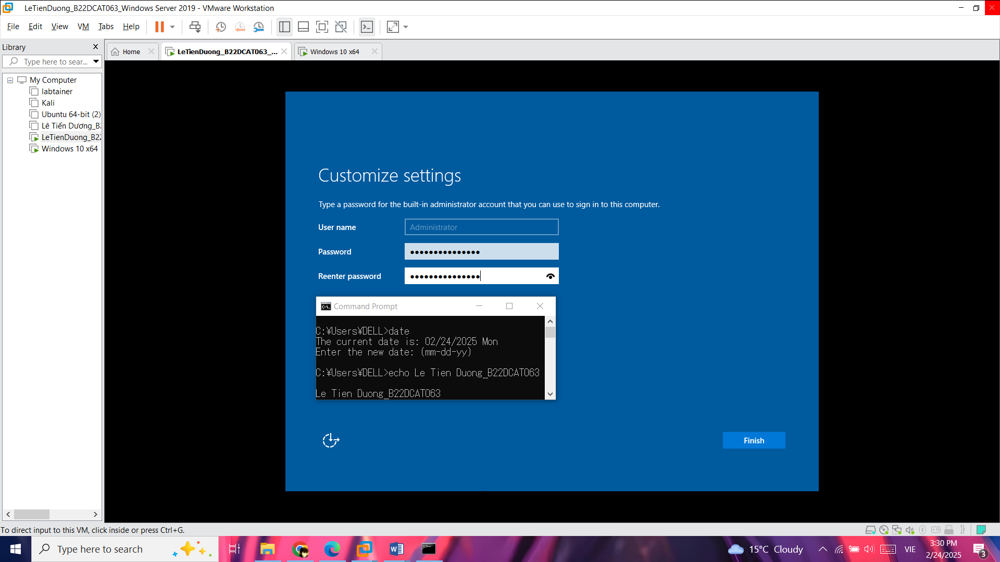 LeTienDuong_B22DCAT063_Windows Server 2019 - VMware Workstation
File Edit View VM Tabs Help
Library
Type here to sear...
Home
LeTienDuong_B22DCAT063_...
Windows 10 x64
My Computer
labtainer
Kali
Ubuntu 64-bit (2)
Lê Tiến Dương_B
LeTienDuong_B22
Windows 10 x64
Customize settings
Type a password for the built-in administrator account that you can use to sign in to this computer.
User name
Administrator
Password
●●●●●●●●●●●●●●●
Reenter password
●●●●●●●●●●●●●●●
Command Prompt
C:¥Users¥DELL>date
The current date is: 02/24/2025 Mon
Enter the new date: (mm-dd-yy)
C:¥Users¥DELL>echo Le Tien Duong_B22DCAT063
Le Tien Duong_B22DCAT063
Finish
To direct input to this VM, click inside or press Ctrl+G.
Type here to search
15°C Cloudy
VIE
3:30 PM
2/24/2025
3